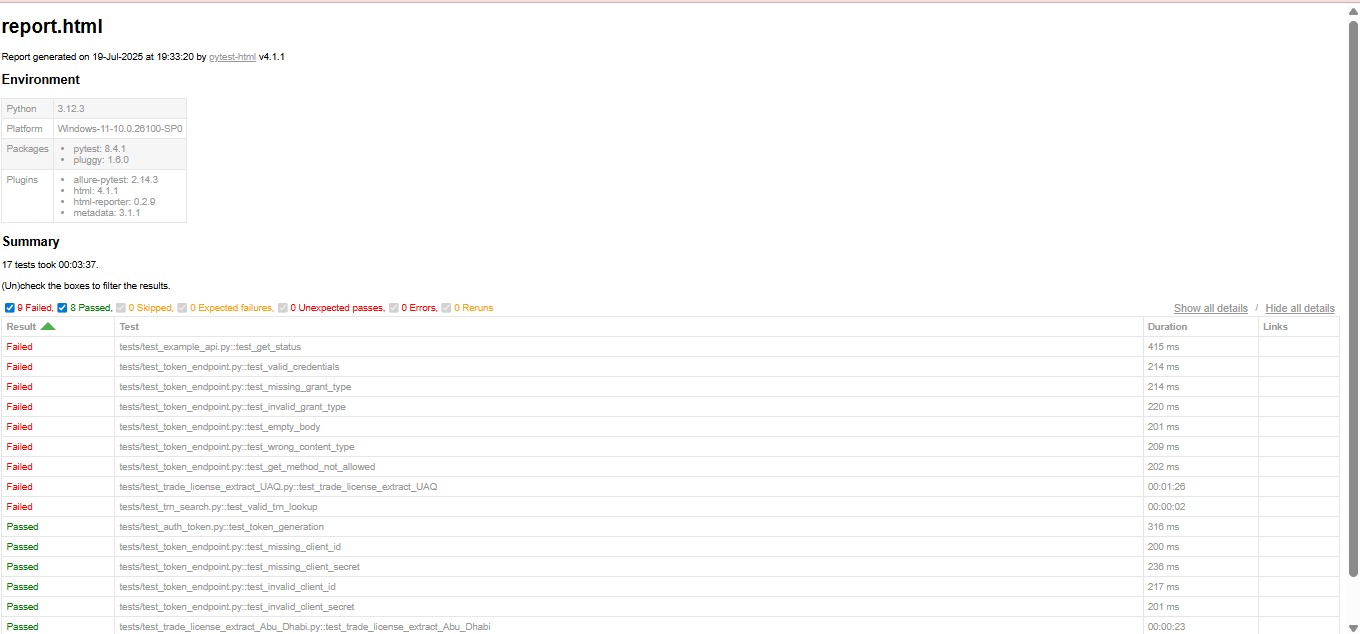 report.html
Report generated on 19-Jul-2025 at 19:33:20 by pytest-html v4.1.1
Environment
Python 3.12.3
Platform Windows-11-10.0.26100-SP0
Packages • pytest: 8.4.1
• pluggy: 1.6.0
Plugins • allure-pytest: 2.14.3
• html: 4.1.1
• html-reporter: 0.2.9
• metadata: 3.1.1
Summary
17 tests took 00:03:37.
(Un)check the boxes to filter the results.
9 Failed, 8 Passed, 0 Skipped, 0 Expected failures, 0 Unexpected passes, 0 Errors, 0 Reruns Show all details / Hide all details
Result Test Duration Links
Failed tests/test_example_api.py::test_get_status 415 ms
Failed tests/test_token_endpoint.py::test_valid_credentials 214 ms
Failed tests/test_token_endpoint.py::test_missing_grant_type 214 ms
Failed tests/test_token_endpoint.py::test_invalid_grant_type 220 ms
Failed tests/test_token_endpoint.py::test_empty_body 201 ms
Failed tests/test_token_endpoint.py::test_wrong_content_type 209 ms
Failed tests/test_token_endpoint.py::test_get_method_not_allowed 202 ms
Failed tests/test_trade_license_extract_UAQ.py::test_trade_license_extract_UAQ 00:01:26
Failed tests/test_trn_search.py::test_valid_trn_lookup 00:00:02
Passed tests/test_auth_token.py::test_token_generation 316 ms
Passed tests/test_token_endpoint.py::test_missing_client_id 200 ms
Passed tests/test_token_endpoint.py::test_missing_client_secret 236 ms
Passed tests/test_token_endpoint.py::test_invalid_client_id 217 ms
Passed tests/test_token_endpoint.py::test_invalid_client_secret 201 ms
Passed tests/test_trade_license_extract_Abu_Dhabi.py::test_trade_license_extract_Abu_Dhabi 00:00:23